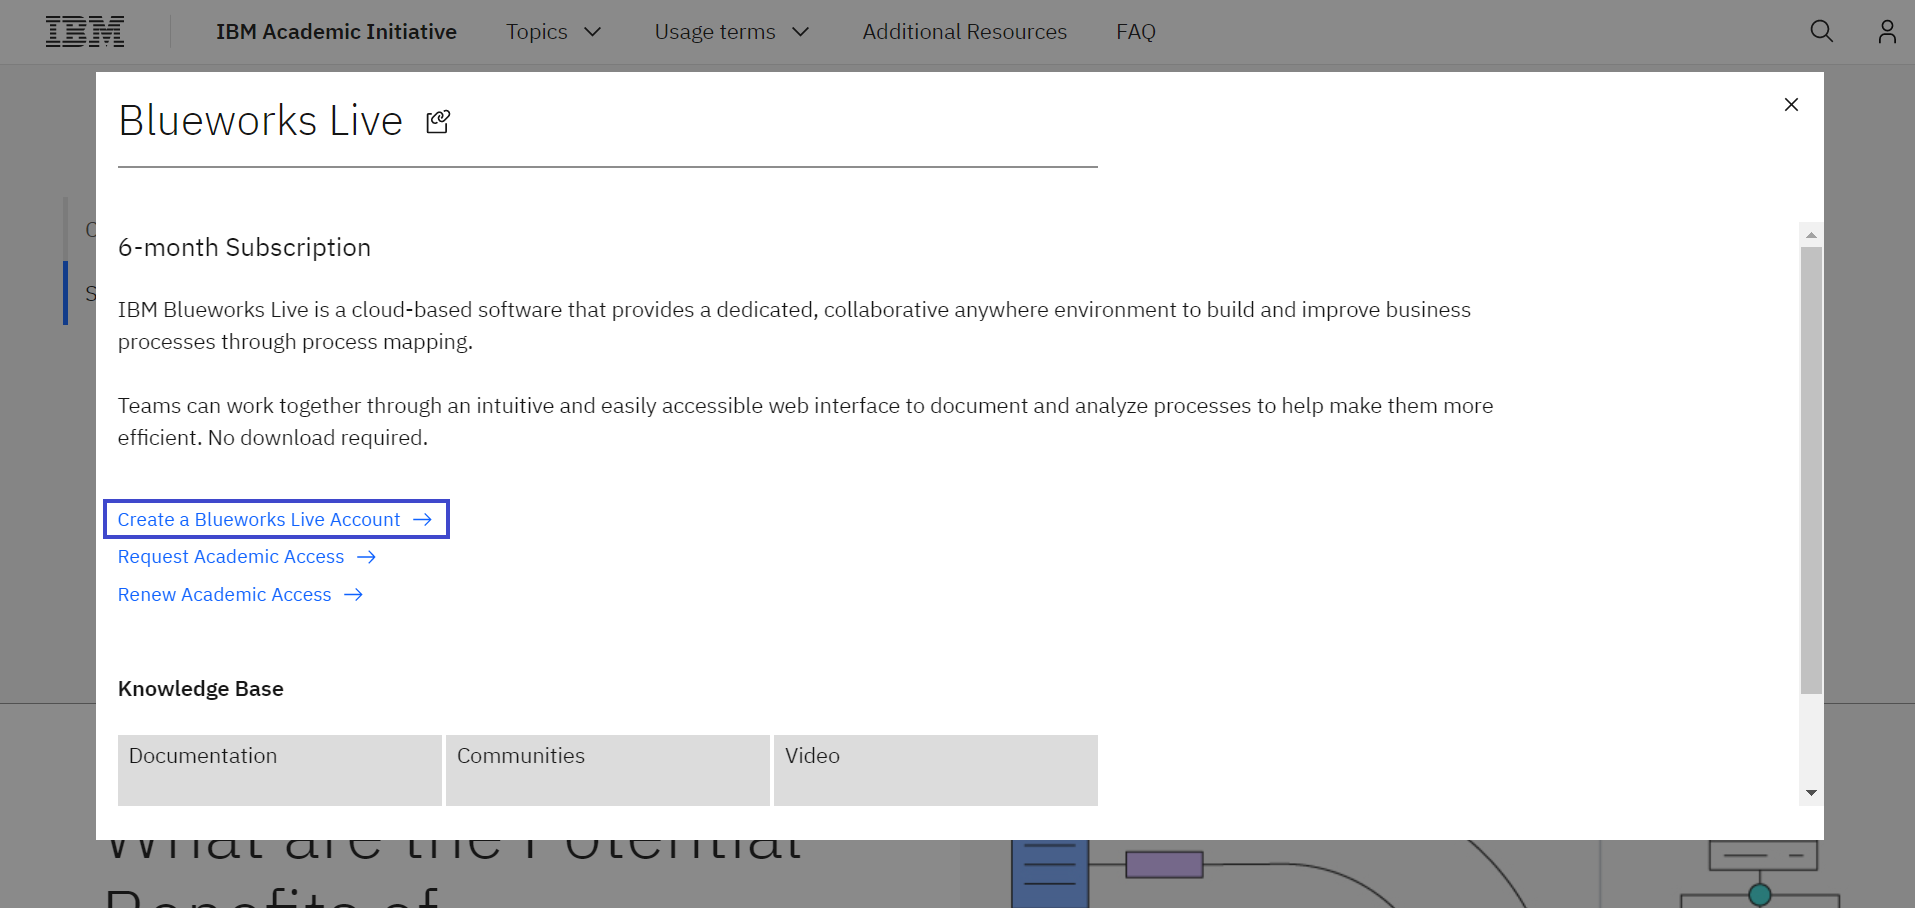 IBM
IBM Academic Initiative
Topics
Usage terms
Additional Resources
FAQ
Blueworks Live
6-month Subscription
IBM Blueworks Live is a cloud-based software that provides a dedicated, collaborative anywhere environment to build and improve business
processes through process mapping.
Teams can work together through an intuitive and easily accessible web interface to document and analyze processes to help make them more
efficient. No download required.
Create a Blueworks Live Account →
Request Academic Access →
Renew Academic Access →
Knowledge Base
Documentation
Communities
Video
What are the Potential
Benefits of